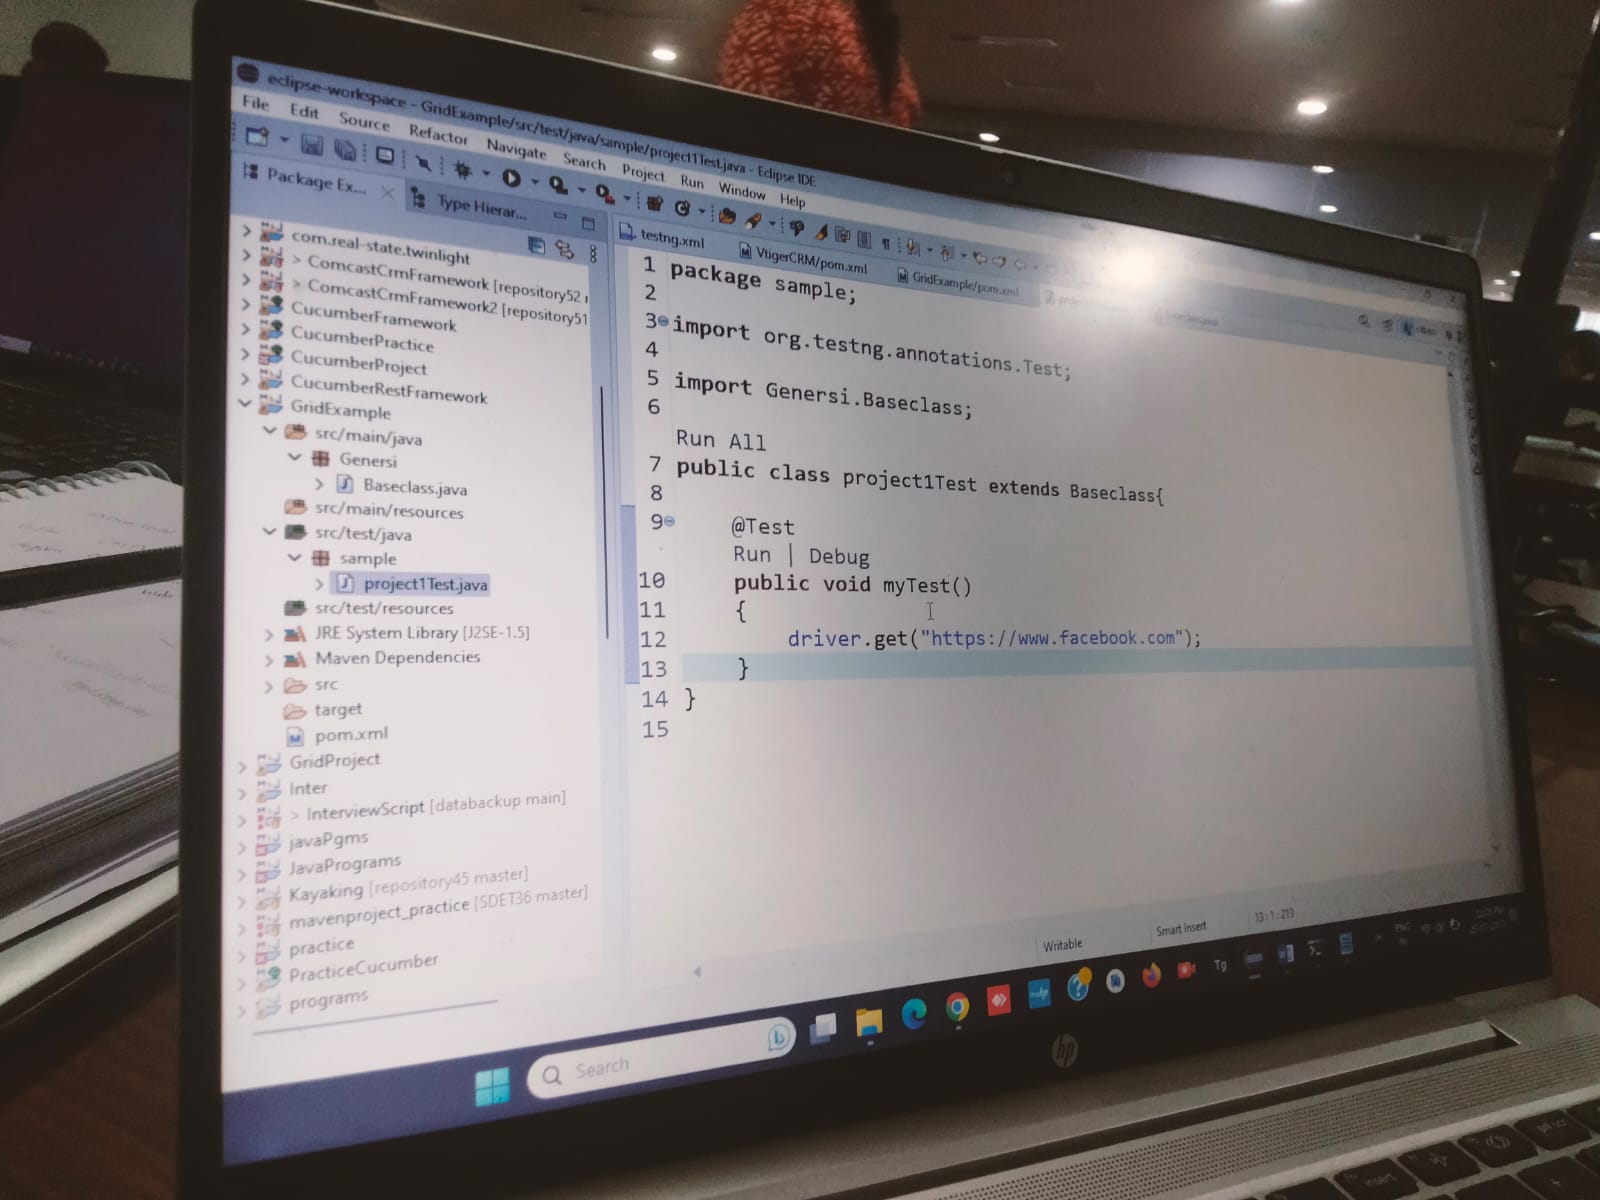 eclipse-workspace - GridExample/src/test/java/sample/project1Test.java - Eclipse IDE
File Edit Source Refactor Navigate Search Project Run Window Help
Package Ex...
Type Hierar...
com.real-state.twinlight
> ComcastCrmFramework [repository52
> ComcastCrmFramework2 [repository51
CucumberFramework
CucumberPractice
CucumberProject
CucumberRestFramework
GridExample
src/main/java
Genersi
Baseclass.java
src/main/resources
src/test/java
sample
project1Test.java
src/test/resources
JRE System Library [J2SE-1.5]
Maven Dependencies
src
target
pom.xml
GridProject
Inter
> InterviewScript [databackup main]
javaPgms
JavaPrograms
Kayaking [repository45 master]
mavenproject_practice [SDET36 master]
practice
PracticeCucumber
programs
testng.xml
VtigerCRM/pom.xml
GridExample/pom.xml
1 package sample;
2
3 import org.testng.annotations.Test;
4
5 import Genersi.Baseclass;
6
Run All
7 public class project1Test extends Baseclass{
8
9 @Test
Run | Debug
10 public void myTest()
11 {
12 driver.get("https://www.facebook.com");
13 }
14 }
15
Writable
Smart Insert
13:1:213
Search
Tg
hp
insert